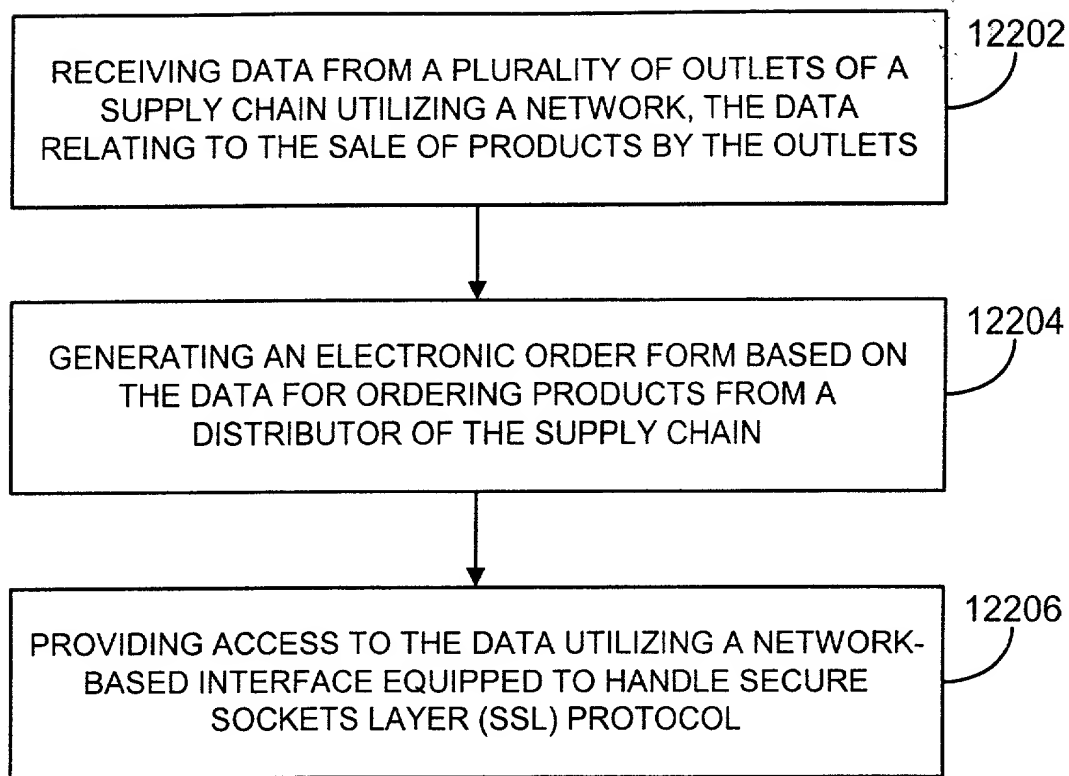 12202
RECEIVING DATA FROM A PLURALITY OF OUTLETS OF A
SUPPLY CHAIN UTILIZING A NETWORK, THE DATA
RELATING TO THE SALE OF PRODUCTS BY THE OUTLETS
12204
GENERATING AN ELECTRONIC ORDER FORM BASED ON
THE DATA FOR ORDERING PRODUCTS FROM A
DISTRIBUTOR OF THE SUPPLY CHAIN
12206
PROVIDING ACCESS TO THE DATA UTILIZING A NETWORK-
BASED INTERFACE EQUIPPED TO HANDLE SECURE
SOCKETS LAYER (SSL) PROTOCOL